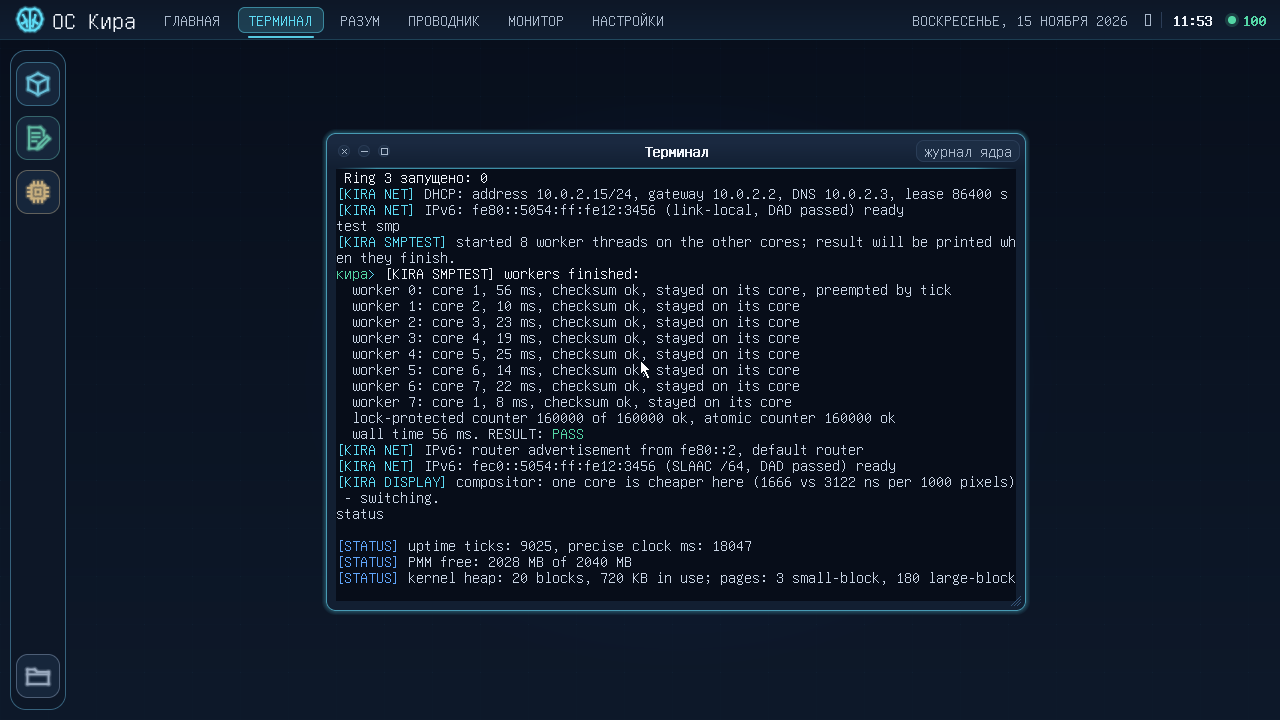 ОС Кира
ГЛАВНАЯ ТЕРМИНАЛ РАЗУМ ПРОВОДНИК МОНИТОР НАСТРОЙКИ ВОСКРЕСЕНЬЕ, 15 НОЯБРЯ 2026 11:53 100
Терминал журнал ядра
Ring 3 запущено: 0
[KIRA NET] DHCP: address 10.0.2.15/24, gateway 10.0.2.2, DNS 10.0.2.3, lease 86400 s
[KIRA NET] IPv6: fe80::5054:ff:fe12:3456 (link-local, DAD passed) ready
test smp
[KIRA SMPTEST] started 8 worker threads on the other cores; result will be printed wh
en they finish.
кира> [KIRA SMPTEST] workers finished:
worker 0: core 1, 56 ms, checksum ok, stayed on its core, preempted by tick
worker 1: core 2, 10 ms, checksum ok, stayed on its core
worker 2: core 3, 23 ms, checksum ok, stayed on its core
worker 3: core 4, 19 ms, checksum ok, stayed on its core
worker 4: core 5, 25 ms, checksum ok, stayed on its core
worker 5: core 6, 14 ms, checksum ok, stayed on its core
worker 6: core 7, 22 ms, checksum ok, stayed on its core
worker 7: core 1, 8 ms, checksum ok, stayed on its core
lock-protected counter 160000 of 160000 ok, atomic counter 160000 ok
wall time 56 ms. RESULT: PASS
[KIRA NET] IPv6: router advertisement from fe80::2, default router
[KIRA NET] IPv6: fec0::5054:ff:fe12:3456 (SLAAC /64, DAD passed) ready
[KIRA DISPLAY] compositor: one core is cheaper here (1666 vs 3122 ns per 1000 pixels)
- switching.
status
[STATUS] uptime ticks: 9025, precise clock ms: 18047
[STATUS] PMM free: 2028 MB of 2040 MB
[STATUS] kernel heap: 20 blocks, 720 KB in use; pages: 3 small-block, 180 large-block